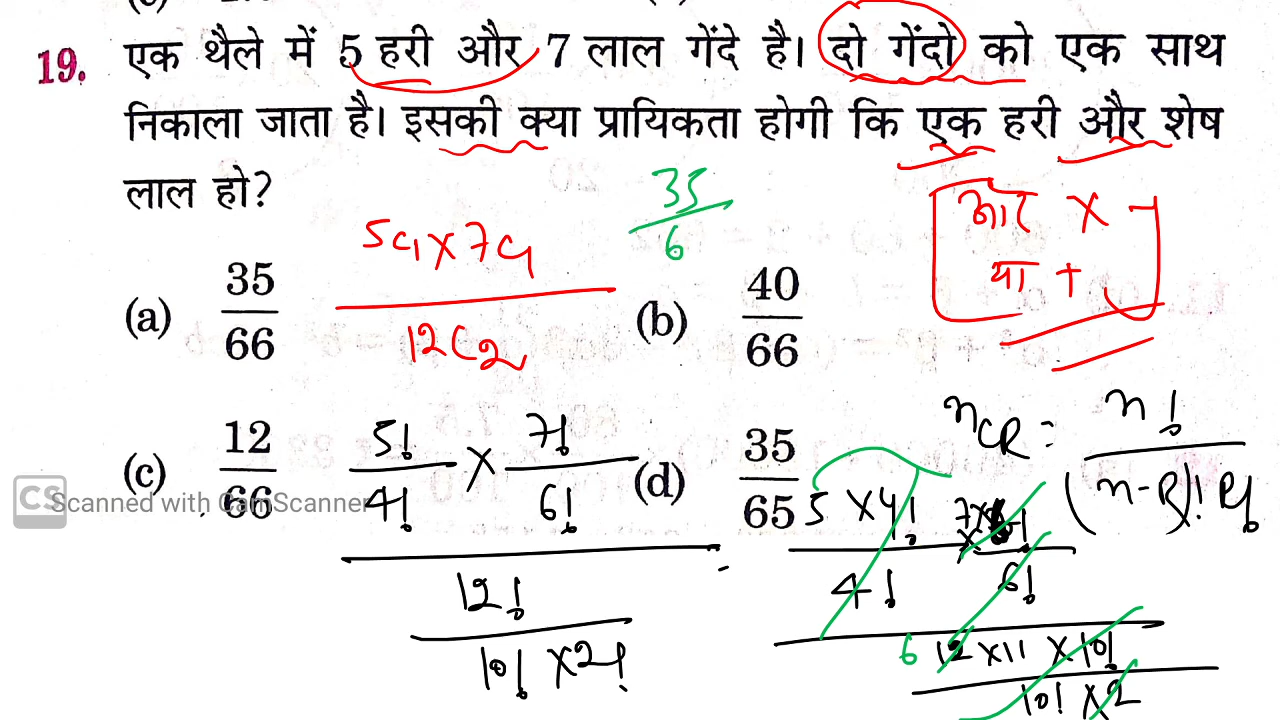 19. एक थैले में 5 हरी और 7 लाल गेंदे है। दो गेंदो को एक साथ
निकाला जाता है। इसकी क्या प्रायिकता होगी कि एक हरी और शेष
लाल हो?
35/6
और ×
या +
5C1 × 7C1
12C2
(a) 35/66
(b) 40/66
(c) 12/66
(d) 35/65
nCR = n! / (n-R)! R!
5!/4! × 7!/6!
12!
10! × 2!
5 × 4! 
4! 6!
6 12 × 11 × 10!
10! × 2
CS Scanned with CamScanner